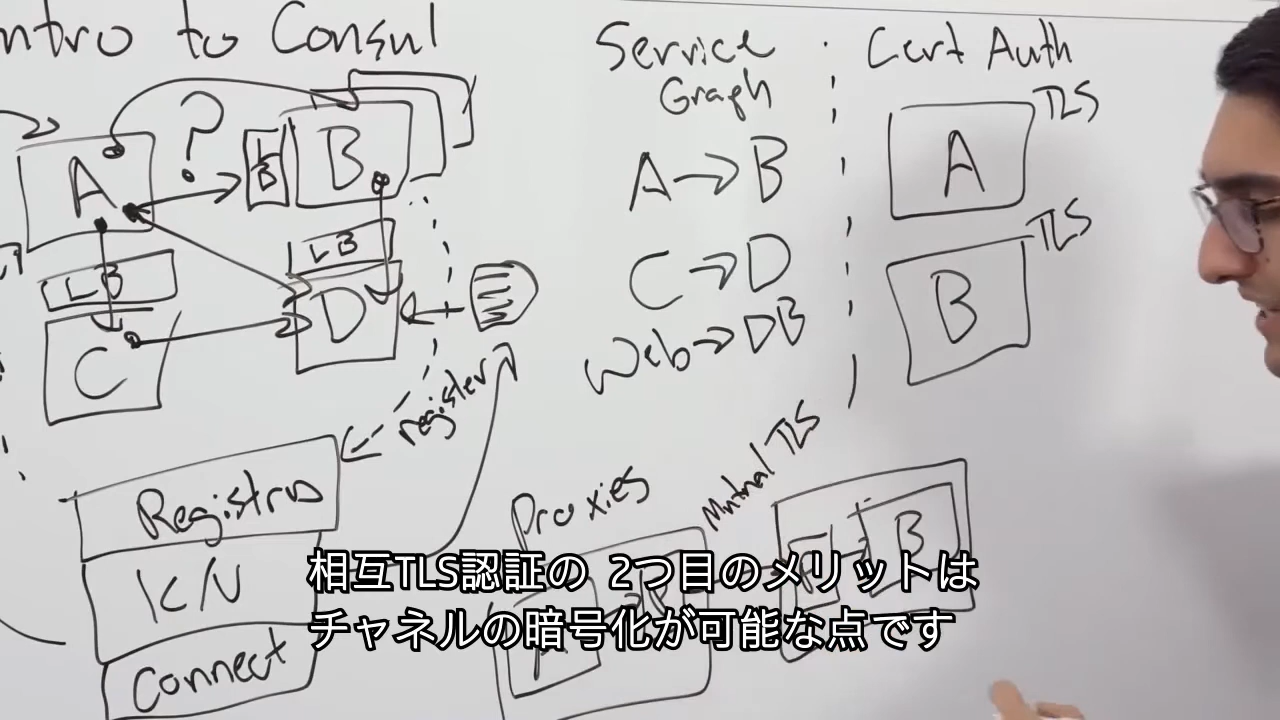 ntro to Consul
Service
Graph
Cert Auth
TLS
A
?
LB
B
A→B
A
TLS
LB
C→D
B
LB
D
C
Web→DB
register
Mutual TLS
Registry
Proxies
B
K/V
相互TLS認証の 2つ目のメリットは
チャネルの暗号化が可能な点です
A
P
Connect